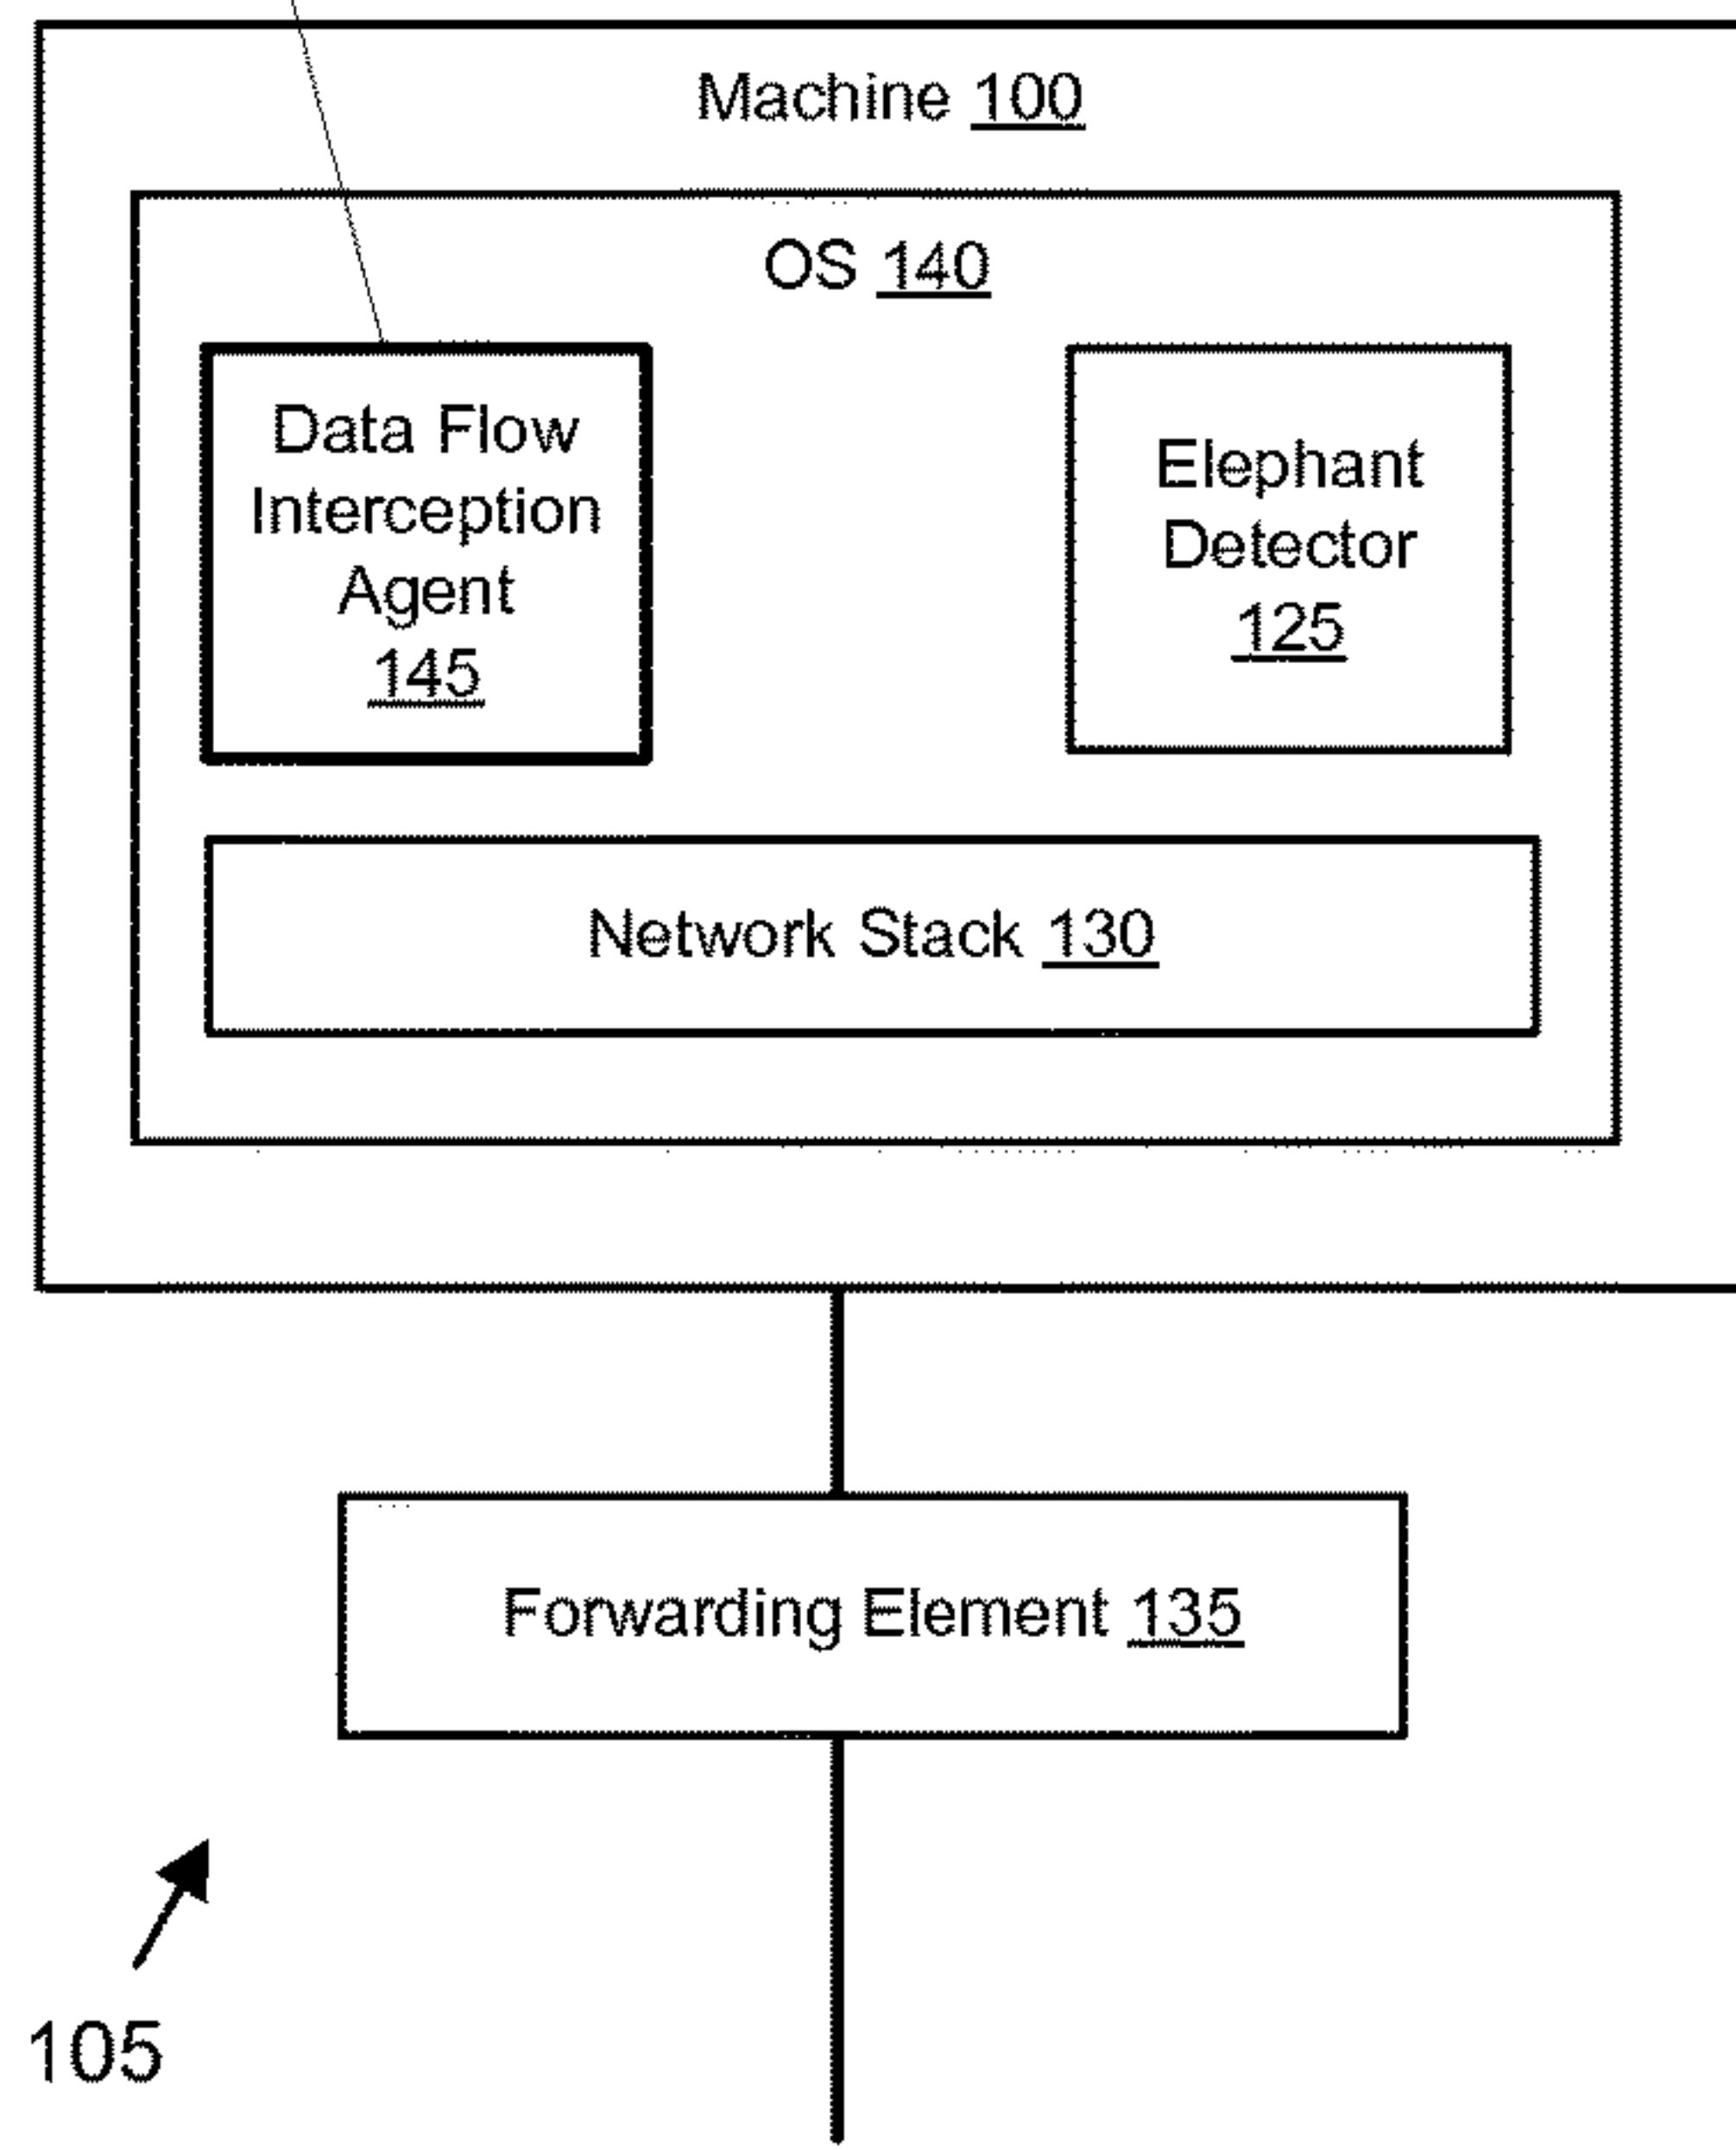 Machine 100
OS 140
Data Flow
Interception
Agent
145
Elephant
Detector
125
Network Stack 130
Forwarding Element 135
105